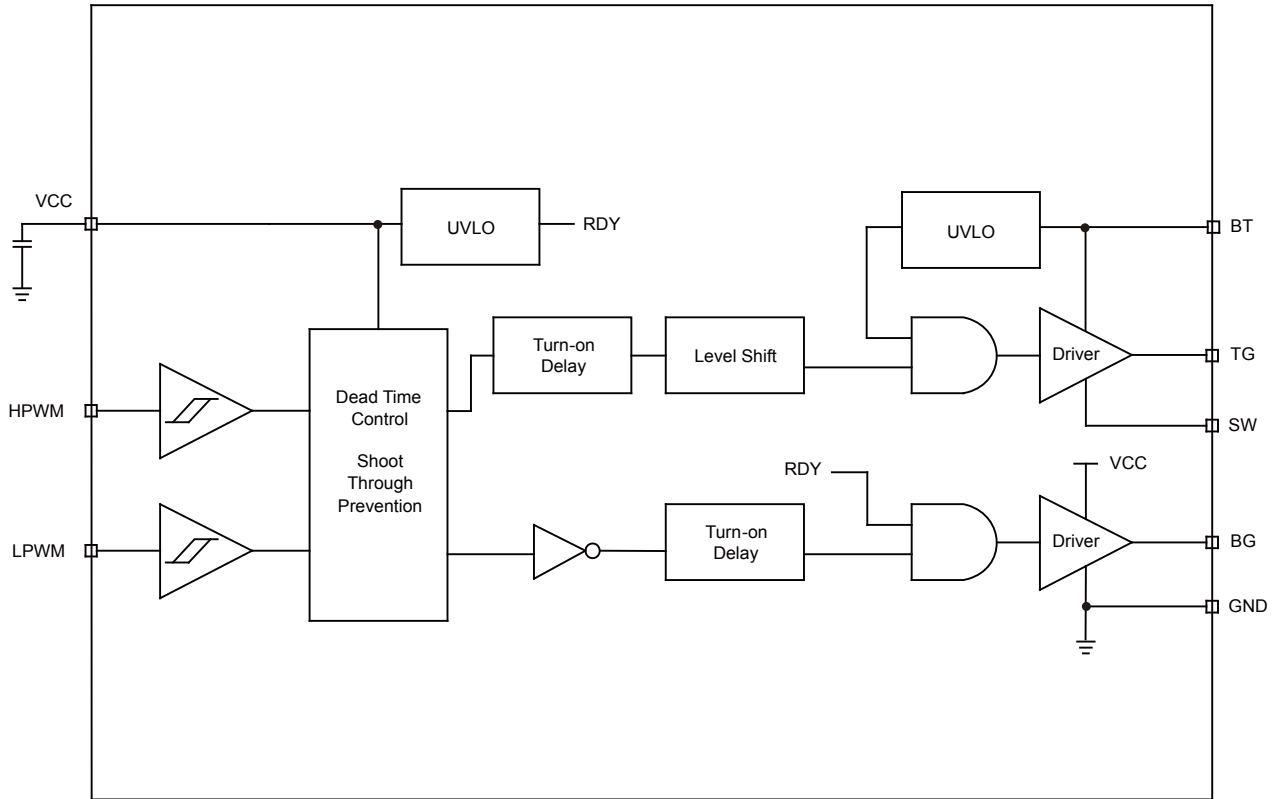 VCC
UVLO
RDY
UVLO
BT
Turn-on
Delay
Level Shift
Driver
TG
HPWM
Dead Time
Control
Shoot
Through
Prevention
SW
RDY
VCC
LPWM
Turn-on
Delay
Driver
BG
GND